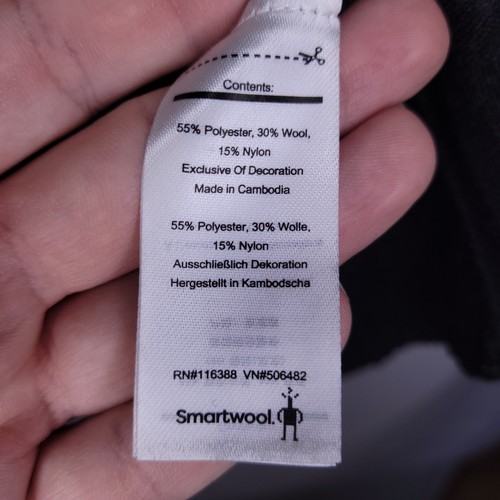 Contents:
55% Polyester, 30% Wool,
15% Nylon
Exclusive Of Decoration
Made in Cambodia
55% Polyester, 30% Wolle,
15% Nylon
Ausschließlich Dekoration
Hergestellt in Kambodscha
RN#116388 VN#506482
Smartwool.